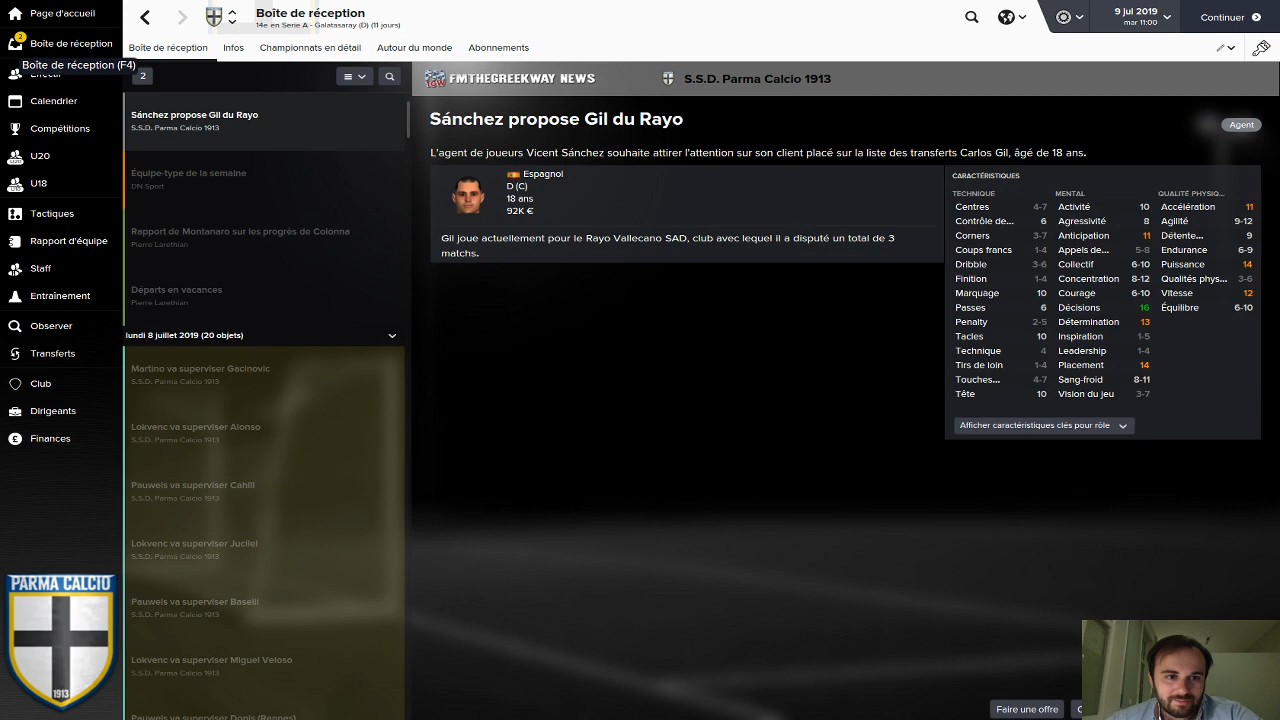 Page d'accueil
2
Boîte de réception
Boîte de réception (F4)
Calendrier
Compétitions
U20
U20
U18
U18
Tactiques
Rapport d'équipe
Staff
Entraînement
Observer
Transferts
Club
Dirigeants
Finances
PARMA CALCIO
1913
Boîte de réception
14e en Serie A - Galatasaray (D) (11 jours)
9 jul 2019
mar 11:00
Continuer
Boîte de réception
Infos
Championnats en détail
Autour du monde
Abonnements
2
Sánchez propose Gil du Rayo
S.S.D. Parma Calcio 1913
Équipe-type de la semaine
DN Sport
Rapport de Montanaro sur les progrès de Colonna
Pierre Larethian
Départs en vacances
Pierre Larethian
lundi 8 juillet 2019 (20 objets)
Martino va superviser Gacinovic
S.S.D. Parma Calcio 1913
Lokvenc va superviser Alonso
S.S.D. Parma Calcio 1913
Pauwels va superviser Cahill
S.S.D. Parma Calcio 1913
Lokvenc va superviser Jucilei
S.S.D. Parma Calcio 1913
Pauwels va superviser Baselli
S.S.D. Parma Calcio 1913
Lokvenc va superviser Miguel Veloso
S.S.D. Parma Calcio 1913
Pauwels va superviser Donis (Rennes)
FMTHEGREEKWAY NEWS
S.S.D. Parma Calcio 1913
Sánchez propose Gil du Rayo
Agent
L'agent de joueurs Vicent Sánchez souhaite attirer l'attention sur son client placé sur la liste des transferts Carlos Gil, âgé de 18 ans.
Espagnol
D (C)
18 ans
92K €
Gil joue actuellement pour le Rayo Vallecano SAD, club avec lequel il a disputé un total de 3
matchs.
CARACTÉRISTIQUES
TECHNIQUE MENTAL QUALITÉ PHYSIQ...
Centres 4-7 Activité 10 Accélération 11
Contrôle de... 6 Agressivité 8 Agilité 9-12
Corners 3-7 Anticipation 11 Détente... 9
Coups francs 1-4 Appels de... 5-8 Endurance 6-9
Dribble 3-6 Collectif 6-10 Puissance 14
Finition 1-4 Concentration 8-12 Qualités phys... 3-6
Marquage 10 Courage 6-10 Vitesse 12
Passes 6 Décisions 16 Équilibre 6-10
Penalty 2-5 Détermination 13
Tacles 10 Inspiration 1-5
Technique 4 Leadership 1-4
Tirs de loin 1-4 Placement 14
Touches... 4-7 Sang-froid 8-11
Tête 10 Vision du jeu 3-7
Afficher caractéristiques clés pour rôle
Faire une offre